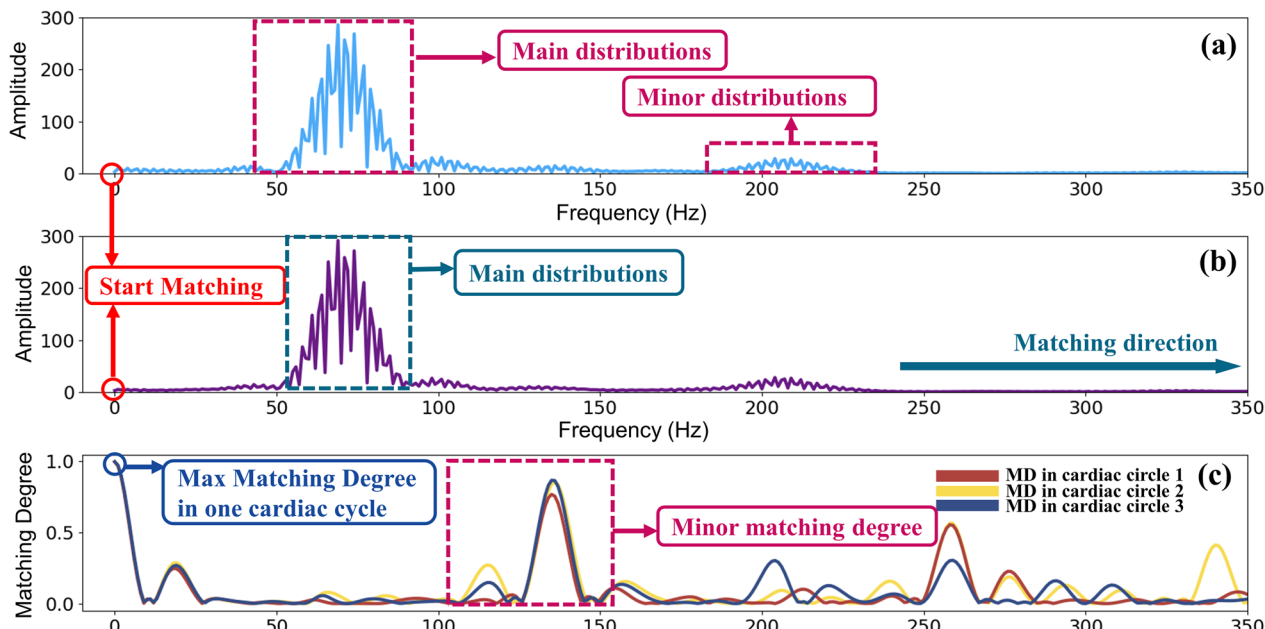 300
(a)
Main distributions
200
Minor distributions
100
0
0 50 100 150 200 250 300 350
Amplitude
Frequency (Hz)
300
(b)
Main distributions
Start Matching
200
100
Matching direction
0
0 50 100 150 200 250 300 350
Amplitude
Frequency (Hz)
1.0
Max Matching Degree
in one cardiac cycle
MD in cardiac circle 1
MD in cardiac circle 2
MD in cardiac circle 3
(c)
0.5
Minor matching degree
0.0
Matching Degree
0 50 100 150 200 250 300 350